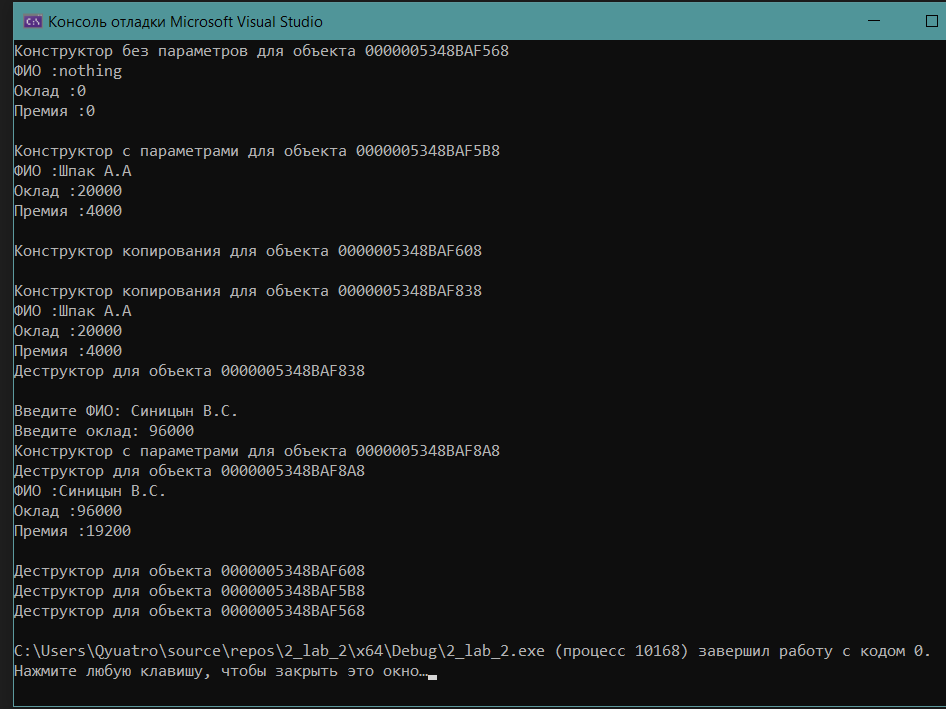 Консоль отладки Microsoft Visual Studio
Конструктор без параметров для объекта 0000005348BAF568
ФИО :nothing
Оклад :0
Премия :0
Конструктор с параметрами для объекта 0000005348BAF5B8
ФИО :Шпак А.А
Оклад :20000
Премия :4000
Конструктор копирования для объекта 0000005348BAF608
Конструктор копирования для объекта 0000005348BAF838
ФИО :Шпак А.А
Оклад :20000
Премия :4000
Деструктор для объекта 0000005348BAF838
Введите ФИО: Синицын В.С.
Введите оклад: 96000
Конструктор с параметрами для объекта 0000005348BAF8A8
Деструктор для объекта 0000005348BAF8A8
ФИО :Синицын В.С.
Оклад :96000
Премия :19200
Деструктор для объекта 0000005348BAF608
Деструктор для объекта 0000005348BAF5B8
Деструктор для объекта 0000005348BAF568
C:\Users\Qyuatro\source\repos\2_lab_2\x64\Debug\2_lab_2.exe (процесс 10168) завершил работу с кодом 0.
Нажмите любую клавишу, чтобы закрыть это окно…